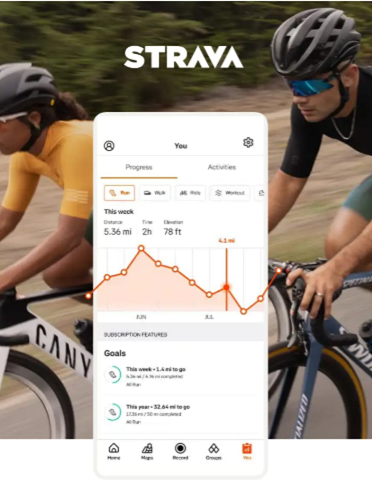 STRAVA
You
Progress Activities
Run Walk Ride Workout
This week
Distance Time Elevation
5.36 mi 2h 78 ft
4.1 mi
JUN JUL
SUBSCRIPTION FEATURES
Goals
This week • 1.4 mi to go
All Run
This year • 32.64 mi to go
All Run
Home Maps Record Groups You
CANY
SPECIALIZED